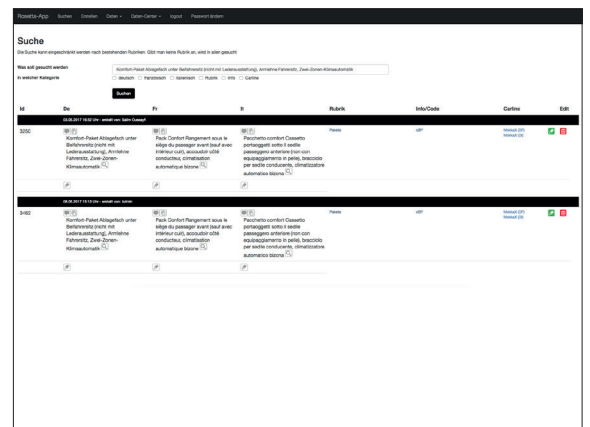 Rosetta-App Suchen Erstellen Daten Daten-Center logout Passwort ändern
Suche
Die Suche kann eingeschränkt werden nach bestehenden Rubriken. Gibt man keine Rubrik an, wird in allen gesucht
Was soll gesucht werden
Komfort-Paket Ablagefach unter Beifahrersitz (nicht mit Lederausstattung), Armlehne Fahrersitz, Zwei-Zonen-Klimaautomatik
In welcher Kategorie
deutsch französisch italienisch Rubrik Info Carline
Suchen
Id De Fr It Rubrik Info/Code Carline Edit
Uhr - erstellt von: Salim
3250
Komfort-Paket Ablagefach unter
Beifahrersitz (nicht mit
Lederausstattung), Armlehne
Fahrersitz, Zwei-Zonen-
Klimaautomatik
Pack Confort Rangement sous le
siège du passager avant (sauf avec
intérieur cuir), accoudoir côté
conducteur, climatisation
automatique bizone
Pacchetto comfort Cassetto
portaoggetti sotto il sedile
passeggero anteriore (non con
equipaggiamento in pelle), bracciolo
per sedile conducente, climatizzatore
automatico bizona
Pakete
Uhr - erstellt von: Admin
3462
Komfort-Paket Ablagefach unter
Beifahrersitz (nicht mit
Lederausstattung), Armlehne
Fahrersitz, Zwei-Zonen-
Klimaautomatik
Pack Confort Rangement sous le
siège du passager avant (sauf avec
intérieur cuir), accoudoir côté
conducteur, climatisation
automatique bizone
Pacchetto comfort Cassetto
portaoggetti sotto il sedile
passeggero anteriore (non con
equipaggiamento in pelle), bracciolo
per sedile conducente, climatizzatore
automatico bizona
Pakete